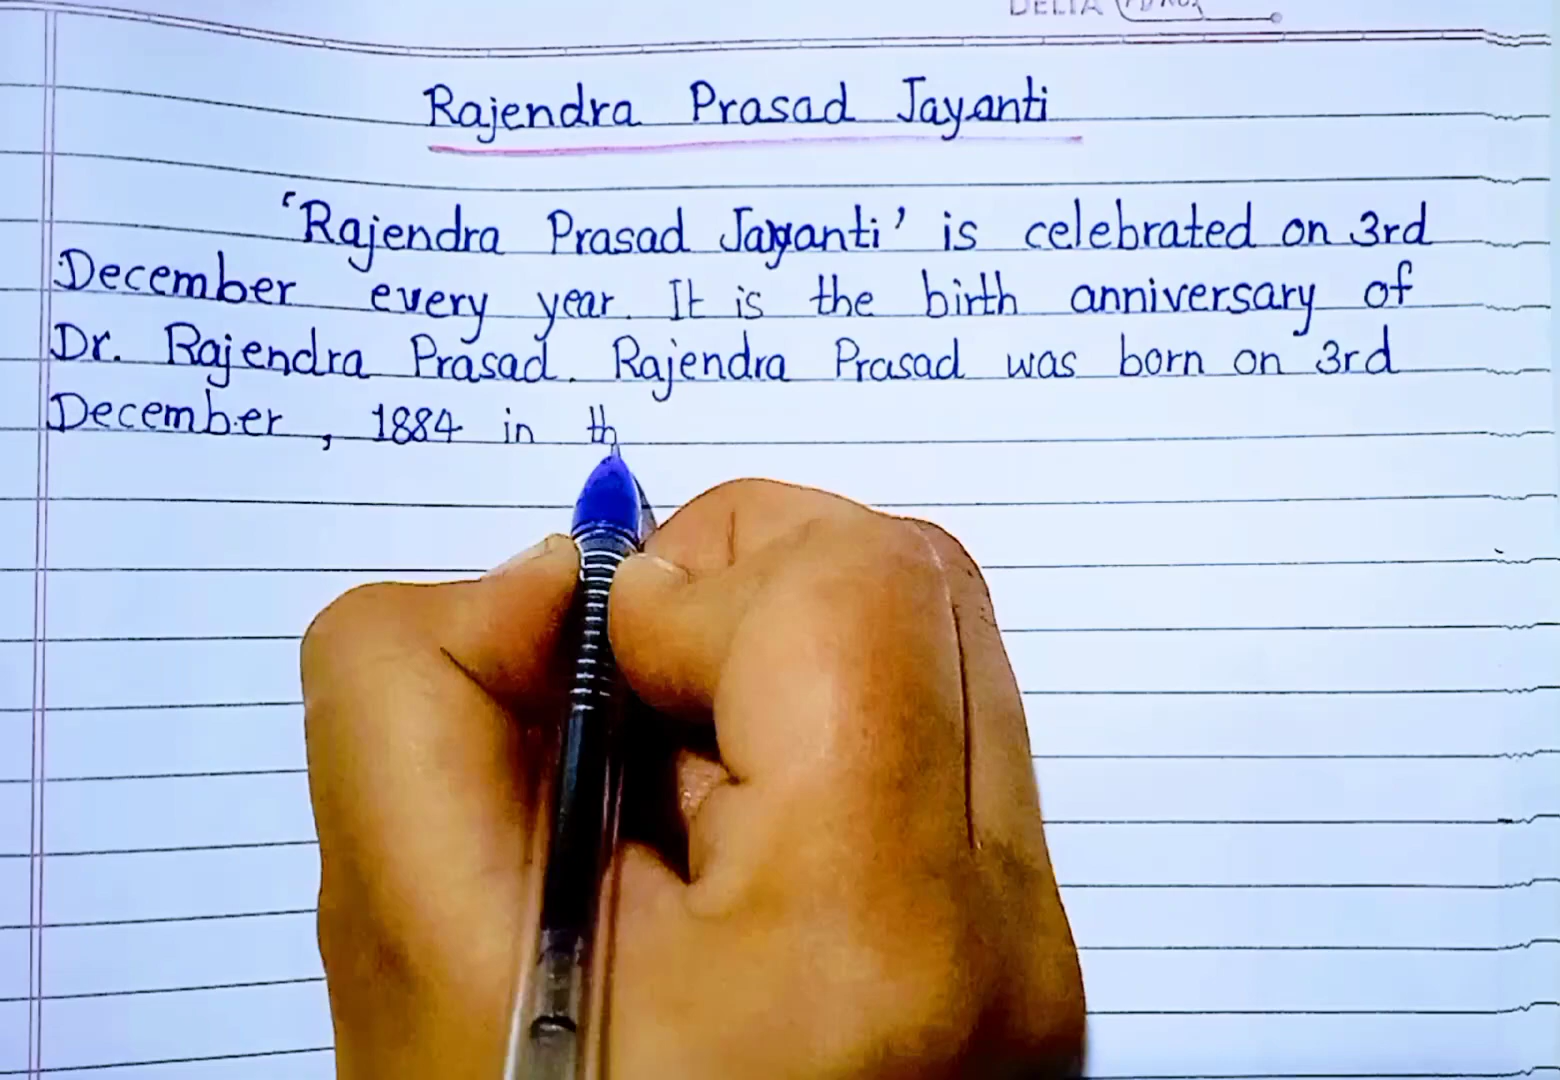 Rajendra Prasad Jayanti
'Rajendra Prasad Jayanti' is celebrated on 3rd
December every year. It is the birth anniversary of
Dr. Rajendra Prasad. Rajendra Prasad was born on 3rd
December, 1884 in th